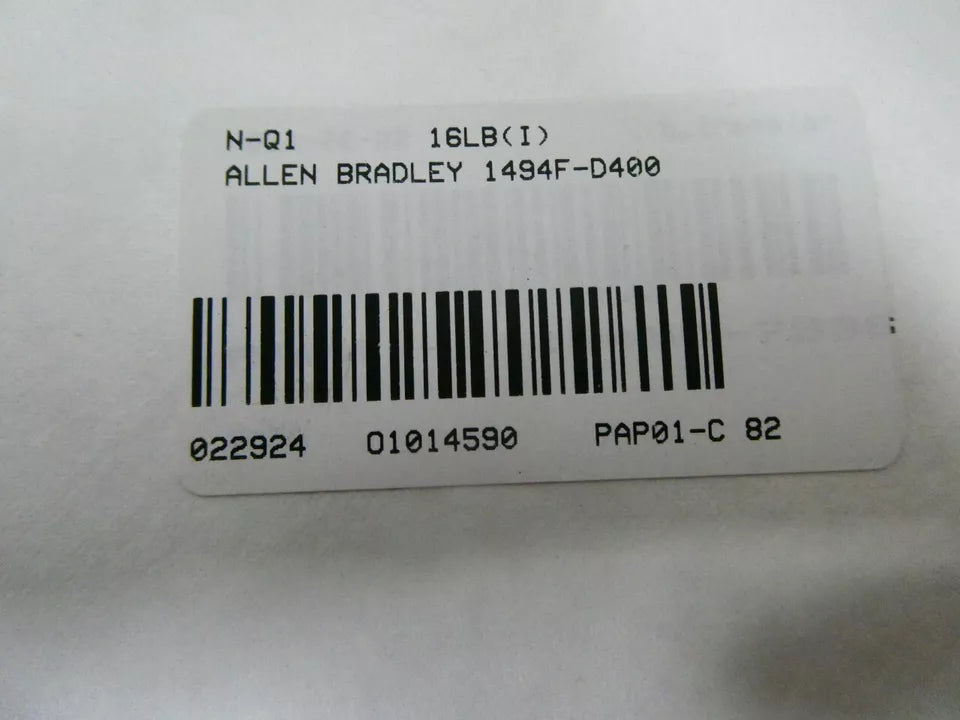 N-Q1 16LB(I)
ALLEN BRADLEY 1494F-D400
022924 01014590 PAP01-C 82